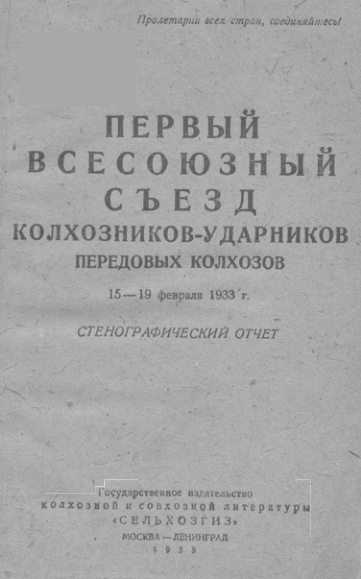 Пролетарии всех стран, соединяйтесь!
ПЕРВЫЙ
ВСЕСОЮЗНЫЙ
СЪЕЗД
КОЛХОЗНИКОВ-УДАРНИКОВ
ПЕРЕДОВЫХ КОЛХОЗОВ
15—19 февраля 1933 г.
СТЕНОГРАФИЧЕСКИЙ ОТЧЕТ
Государственное издательство
колхозной и совхозной литературы
«СЕЛЬХОЗГИЗ»
МОСКВА—ЛЕНИНГРАД
1933